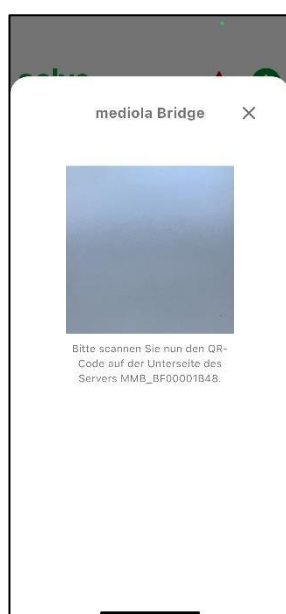 mediola Bridge
Bitte scannen Sie nun den QR-
Code auf der Unterseite des
Servers MMB_BF00001B48.